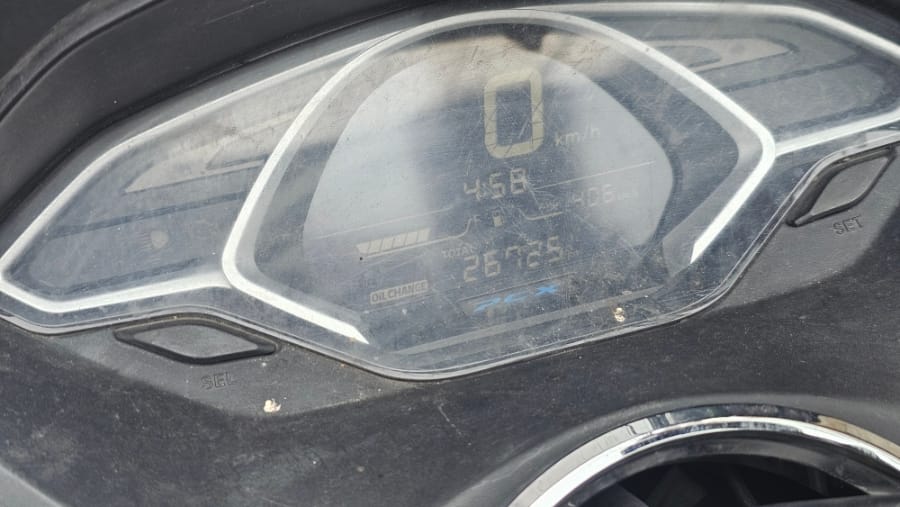 0 km/h
4:58
406
TOTAL
26725
OIL CHANGE
PCX
SEL
SET